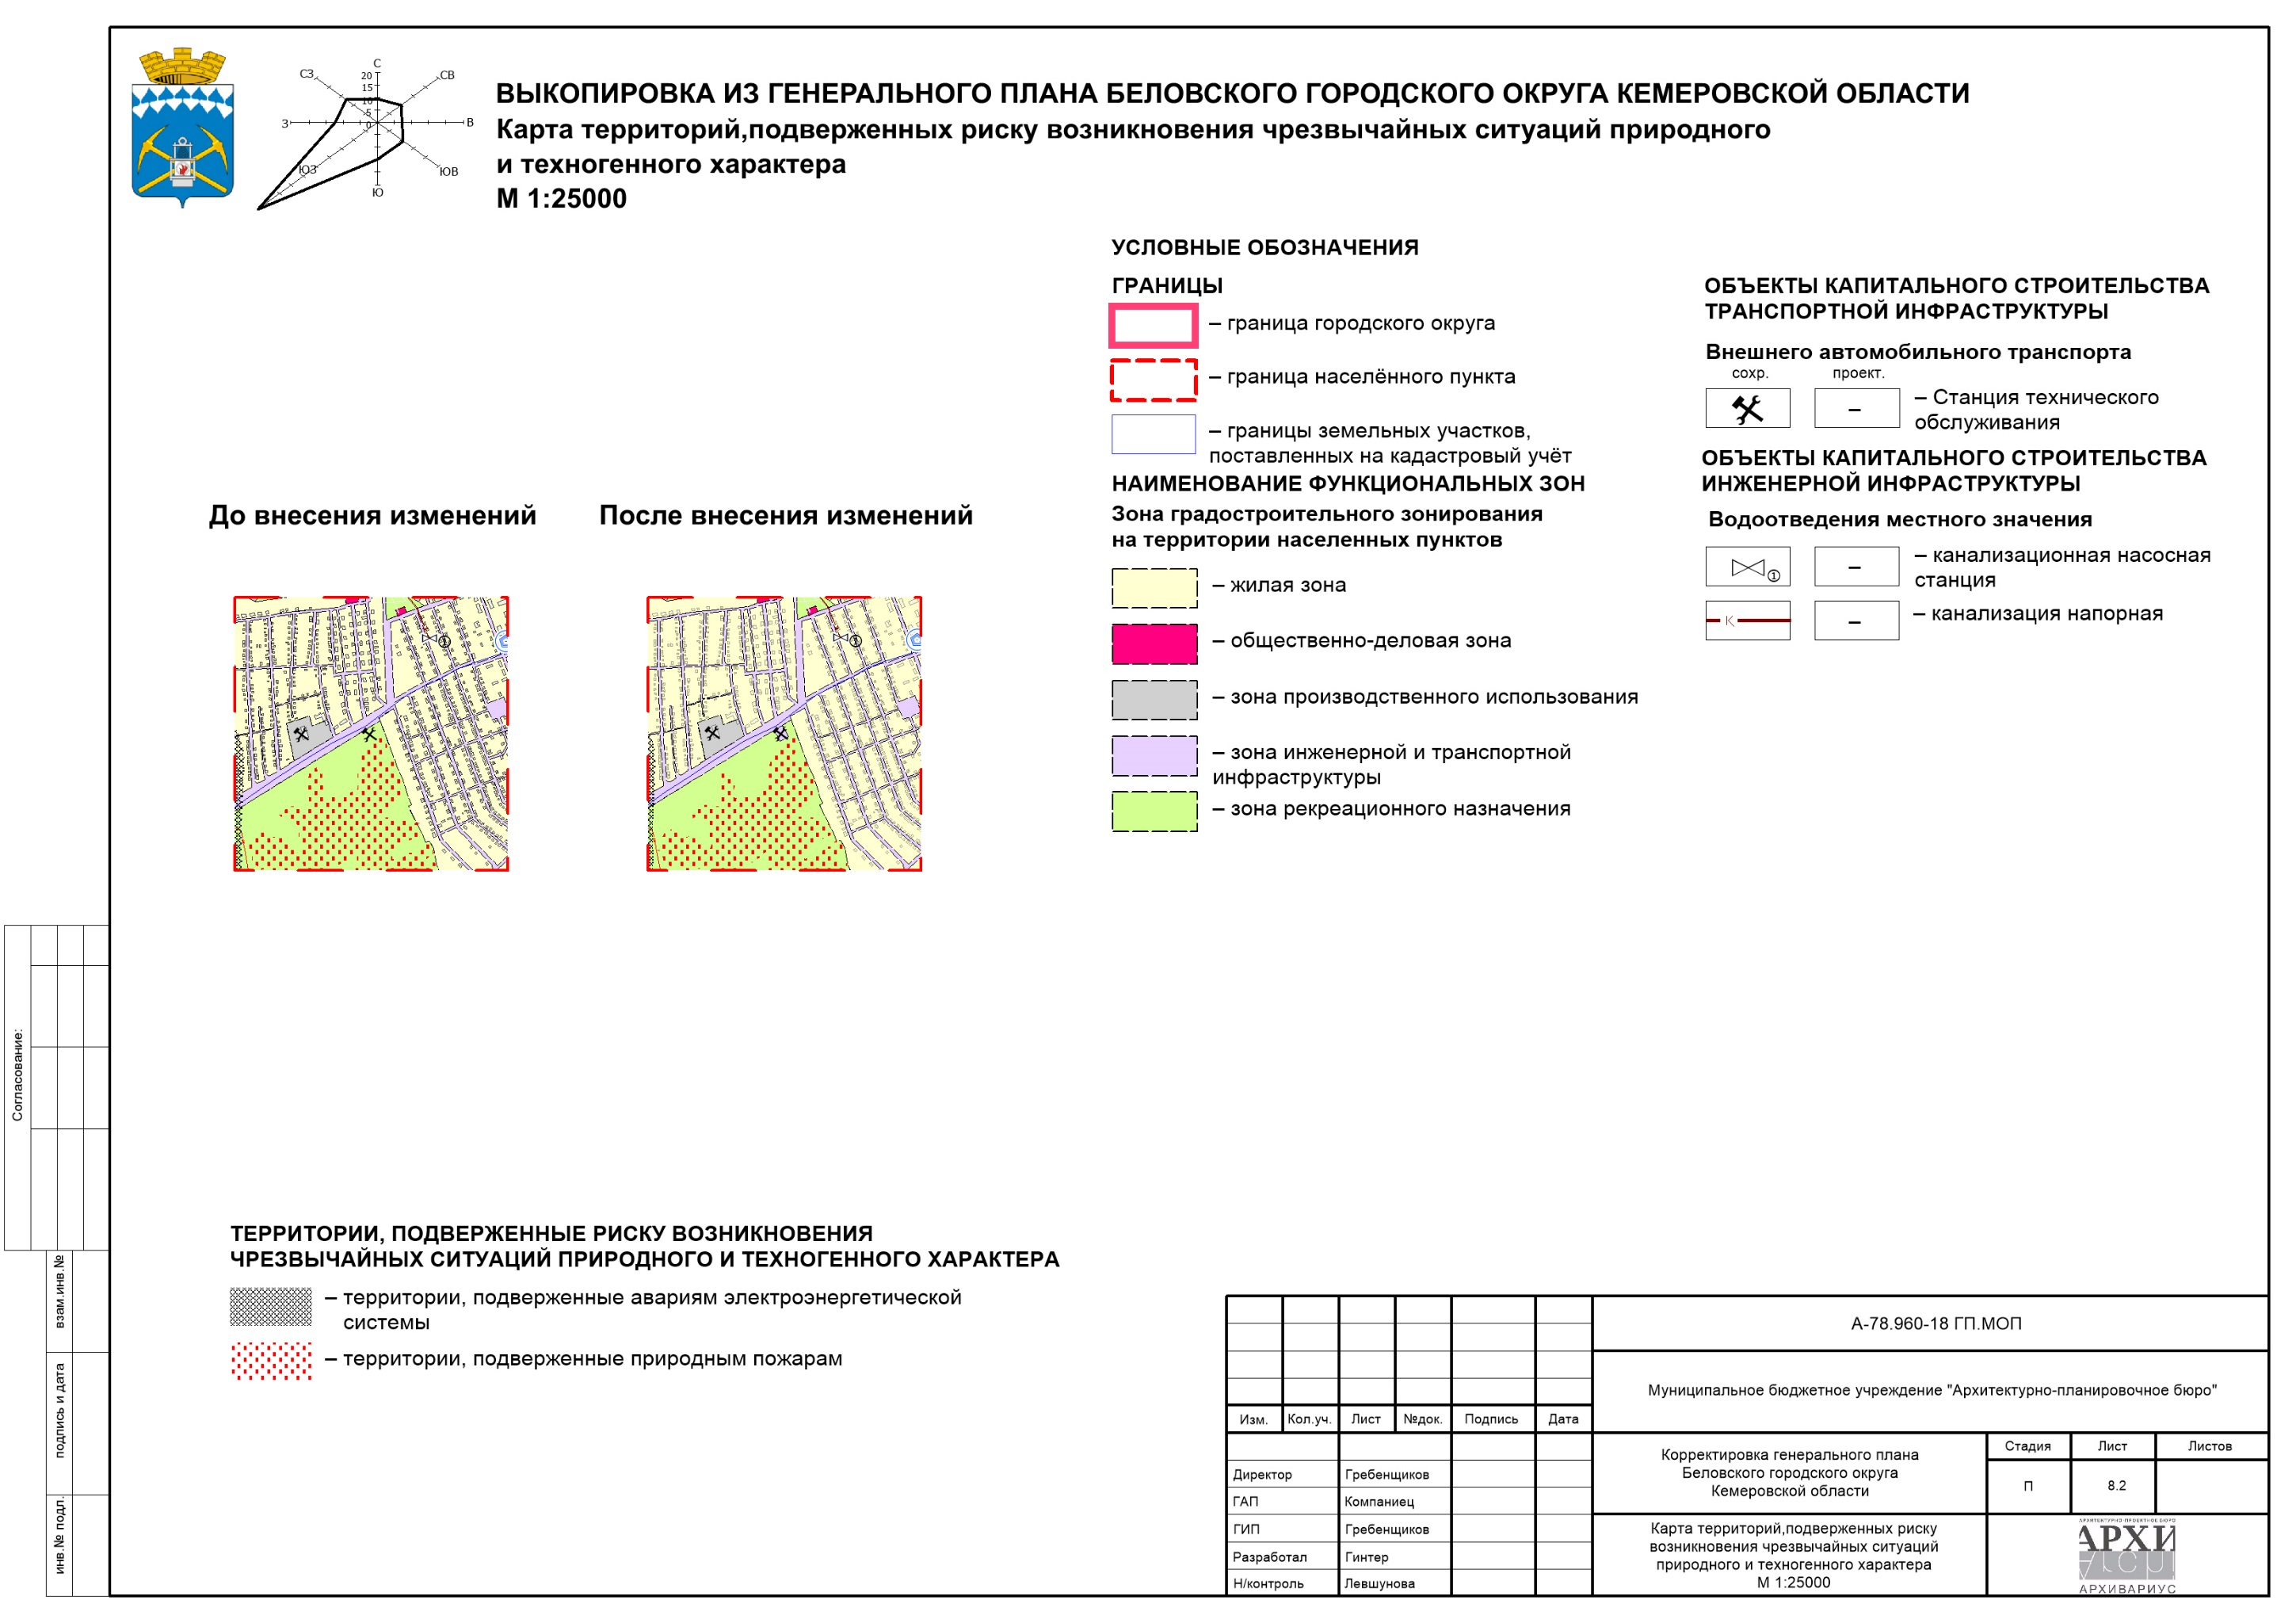 С
СЗ
20
СВ
15
10
5
З
0
В
ЮЗ
ЮВ
Ю
ВЫКОПИРОВКА ИЗ ГЕНЕРАЛЬНОГО ПЛАНА БЕЛОВСКОГО ГОРОДСКОГО ОКРУГА КЕМЕРОВСКОЙ ОБЛАСТИ
Карта территорий,подверженных риску возникновения чрезвычайных ситуаций природного
и техногенного характера
М 1:25000
УСЛОВНЫЕ ОБОЗНАЧЕНИЯ
ГРАНИЦЫ
– граница городского округа
– граница населённого пункта
– границы земельных участков,
поставленных на кадастровый учёт
НАИМЕНОВАНИЕ ФУНКЦИОНАЛЬНЫХ ЗОН
Зона градостроительного зонирования
на территории населенных пунктов
– жилая зона
– общественно-деловая зона
– зона производственного использования
– зона инженерной и транспортной
инфраструктуры
– зона рекреационного назначения
ОБЪЕКТЫ КАПИТАЛЬНОГО СТРОИТЕЛЬСТВА
ТРАНСПОРТНОЙ ИНФРАСТРУКТУРЫ
Внешнего автомобильного транспорта
сохр. проект.
– – Станция технического
обслуживания
ОБЪЕКТЫ КАПИТАЛЬНОГО СТРОИТЕЛЬСТВА
ИНЖЕНЕРНОЙ ИНФРАСТРУКТУРЫ
Водоотведения местного значения
1 – – канализационная насосная
станция
К – – канализация напорная
До внесения изменений
После внесения изменений
1
1
ТЕРРИТОРИИ, ПОДВЕРЖЕННЫЕ РИСКУ ВОЗНИКНОВЕНИЯ
ЧРЕЗВЫЧАЙНЫХ СИТУАЦИЙ ПРИРОДНОГО И ТЕХНОГЕННОГО ХАРАКТЕРА
– территории, подверженные авариям электроэнергетической
системы
– территории, подверженные природным пожарам
Согласование:
взам.инв.№
подпись и дата
инв.№ подл.
А-78.960-18 ГП.МОП
Муниципальное бюджетное учреждение "Архитектурно-планировочное бюро"
Изм. Кол.уч. Лист №док. Подпись Дата
Директор Гребенщиков
ГАП Компаниец
ГИП Гребенщиков
Разработал Гинтер
Н/контроль Левшунова
Корректировка генерального плана
Беловского городского округа
Кемеровской области
Стадия Лист Листов
П 8.2
Карта территорий,подверженных риску
возникновения чрезвычайных ситуаций
природного и техногенного характера
М 1:25000
АРХИТЕКТУРНО-ПРОЕКТНОЕ БЮРО
АРХИ
АРХИВАРИУС